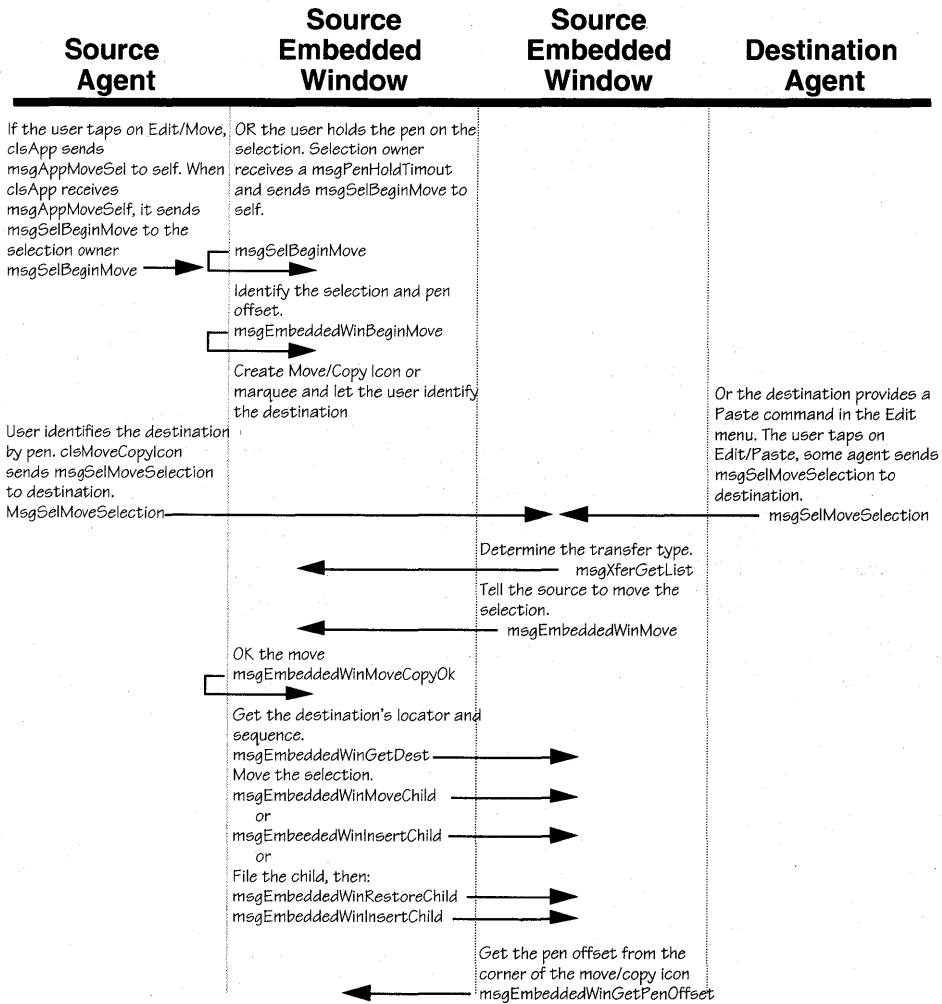 Source
Agent
Source
Embedded
Window
Source
Embedded
Window
Destination
Agent
If the user taps on Edit/Move,
clsApp sends
msgAppMoveSel to self. When
clsApp receives
msgAppMoveSelf, it sends
msgSelBeginMove to the
selection owner
msgSelBeginMove
OR the user holds the pen on the
selection. Selection owner
receives a msgPenHoldTimout
and sends msgSelBeginMove to
self.
msgSelBeginMove
Identify the selection and pen
offset.
msgEmbeddedWinBeginMove
Create Move/Copy Icon or
marquee and let the user identify
the destination
User identifies the destination
by pen. clsMoveCopyIcon
sends msgSelMoveSelection
to destination.
MsgSelMoveSelection
Or the destination provides a
Paste command in the Edit
menu. The user taps on
Edit/Paste, some agent sends
msgSelMoveSelection to
destination.
msgSelMoveSelection
Determine the transfer type.
msgXferGetList
Tell the source to move the
selection.
msgEmbeddedWinMove
OK the move
msgEmbeddedWinMoveCopyOk
Get the destination's locator and
sequence.
msgEmbeddedWinGetDest
Move the selection.
msgEmbeddedWinMoveChild
or
msgEmbeededWinInsertChild
or
File the child, then:
msgEmbeddedWinRestoreChild
msgEmbeddedWinInsertChild
Get the pen offset from the
corner of the move/copy icon
msgEmbeddedWinGetPenOffset